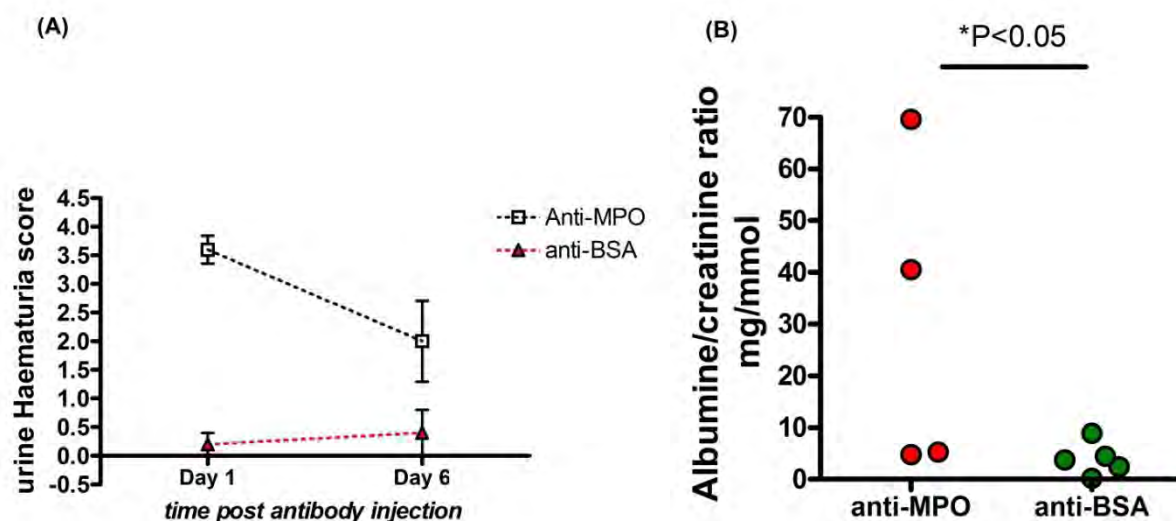 (A)
urine Haematuria score
4.5
4.0
3.5
3.0
2.5
2.0
1.5
1.0
0.5
0.0
-0.5
Day 1
Day 6
time post antibody injection
Anti-MPO
anti-BSA
(B)
*P<0.05
Albumine/creatinine ratio
mg/mmol
70
60
50
40
30
20
10
0
anti-MPO
anti-BSA